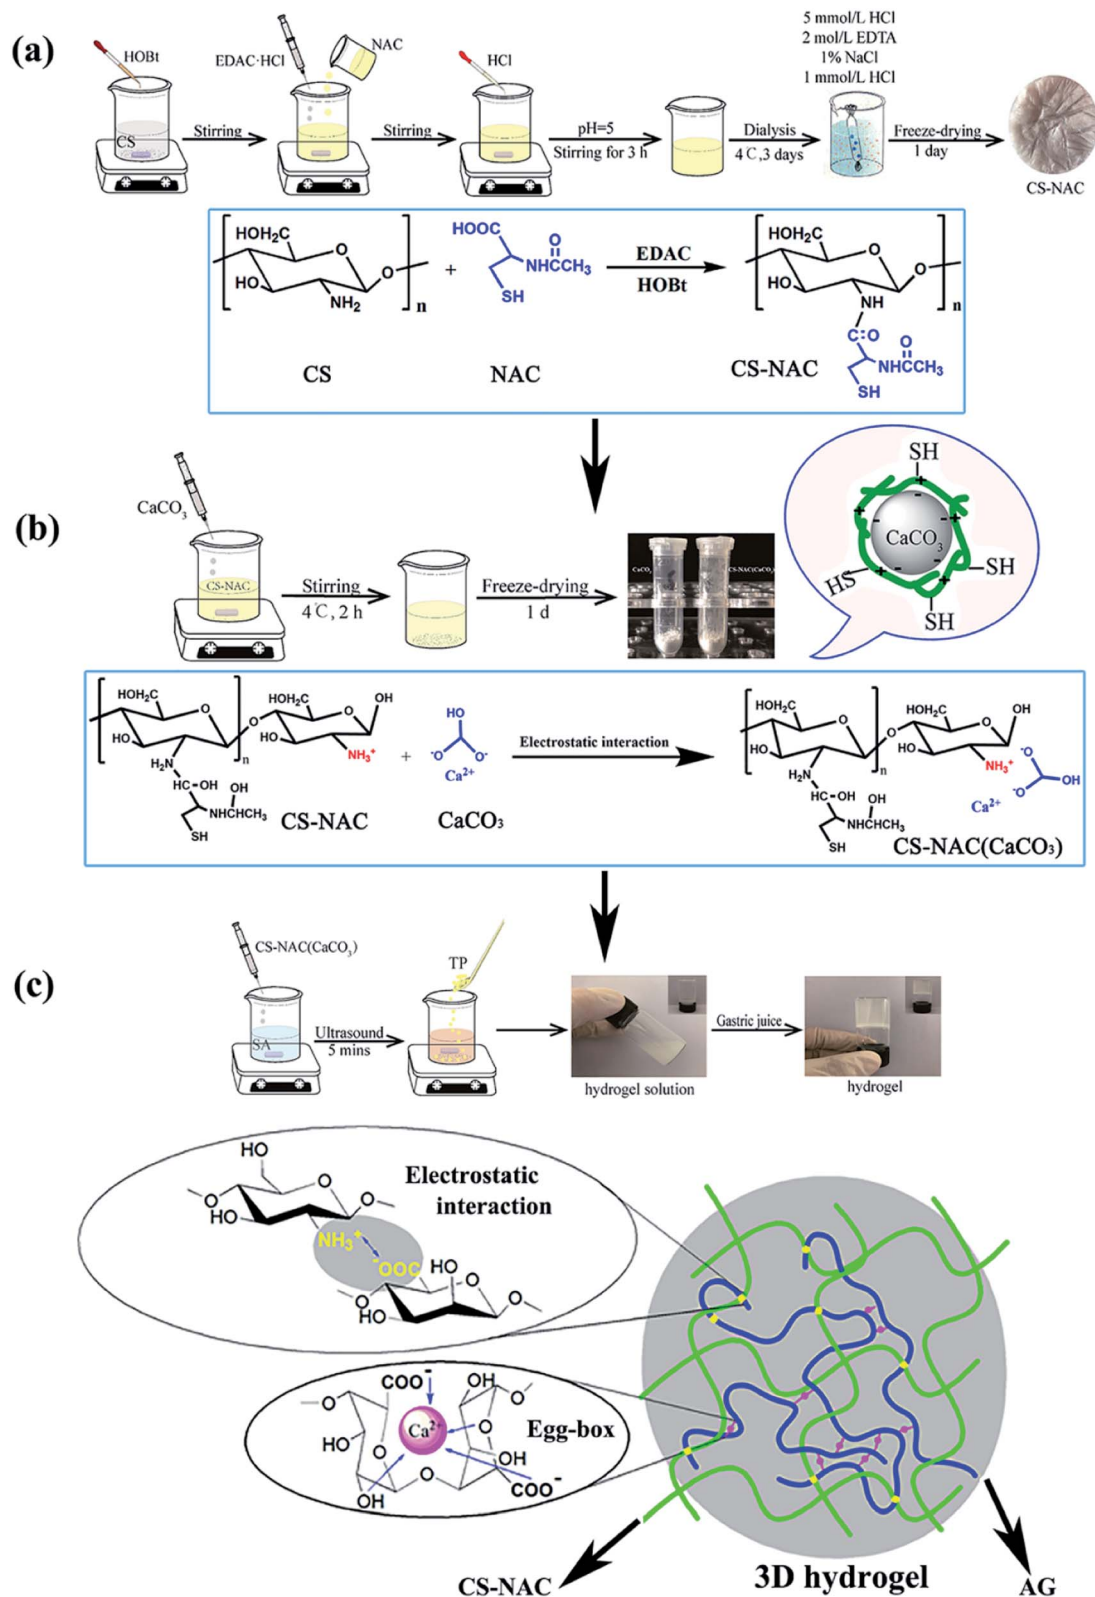 (a)
HOBt
CS
Stirring
EDAC·HCl
NAC
Stirring
HCl
pH=5
Stirring for 3 h
Dialysis
4℃,3 days
5 mmol/L HCl
2 mol/L EDTA
1% NaCl
1 mmol/L HCl
Freeze-drying
1 day
CS-NAC
HOH₂C
O
HO
NH₂
O
n
+
HOOC
O
NHCCH₃
SH
EDAC
HOBt
HOH₂C
O
HO
NH
O
n
C=O
O
NHCCH₃
SH
CS
NAC
CS-NAC
(b)
CaCO₃
CS-NAC
Stirring
4℃, 2 h
Freeze-drying
1 d
CaCO₃
CS-NAC(CaCO₃)
SH
CaCO₃
HS
SH
SH
HOH₂C
O
HO
H₂N
n
O
HOH₂C
OH
O
HO
NH₃⁺
CH-OH
OH
NHCHCH₃
SH
CS-NAC
+
HO
⁻O
O⁻
Ca²⁺
CaCO₃
Electrostatic interaction
HOH₂C
O
HO
H₂N
n
O
HOH₂C
OH
O
HO
NH₃⁺
⁻O
⁻O
OH
Ca²⁺
CH-OH
OH
NHCHCH₃
SH
CS-NAC(CaCO₃)
(c)
CS-NAC(CaCO₃)
SA
Ultrasound
5 mins
TP
hydrogel solution
Gastric juice
hydrogel
HO
O
O
HO
O
NH₃⁺
⁻OOC
HO
O
O
HO
O
Electrostatic
interaction
COO⁻
OH
O
O
HO
Ca²⁺
O
OH
O
O
OH
COO⁻
Egg-box
CS-NAC
3D hydrogel
AG